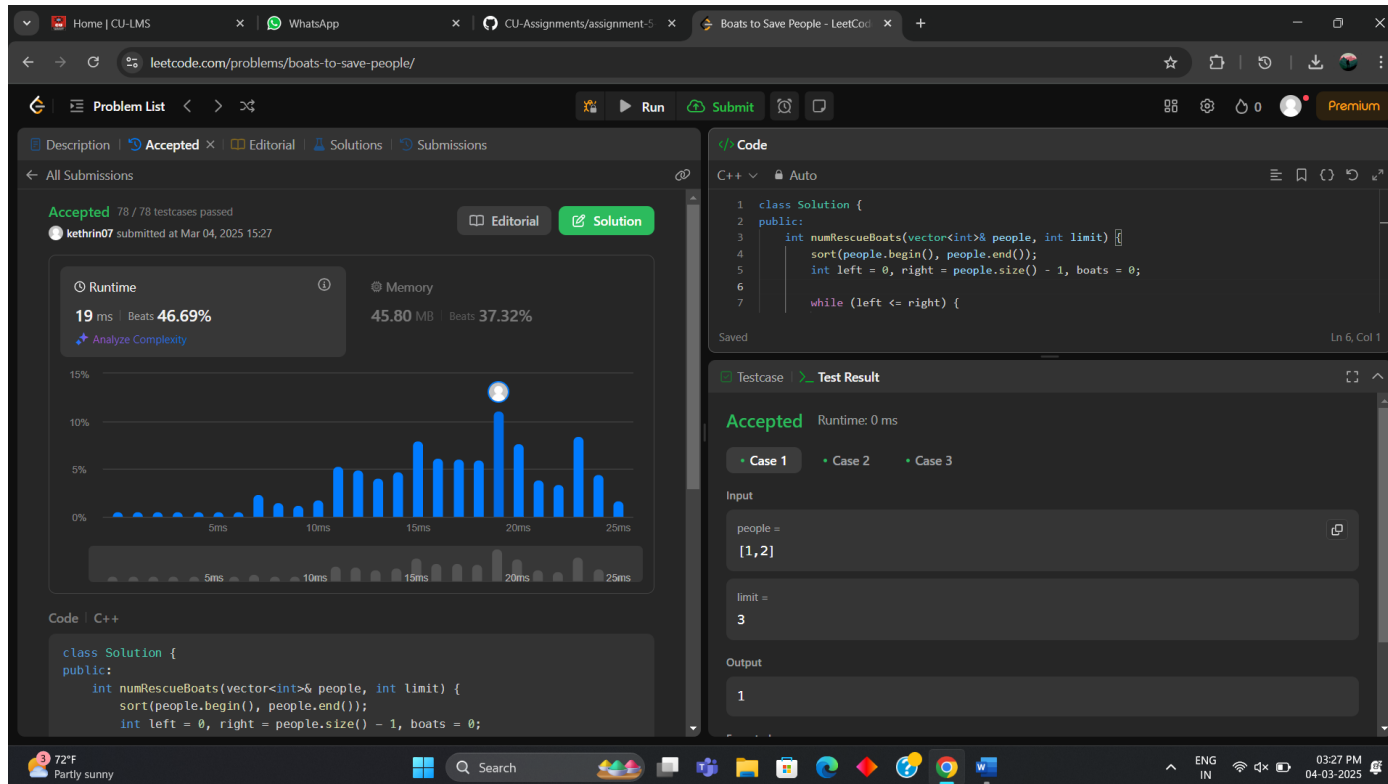 Home | CU-LMS
WhatsApp
CU-Assignments/assignment-5
Boats to Save People - LeetCod
leetcode.com/problems/boats-to-save-people/
Problem List
Run
Submit
0
Premium
Description
Accepted
Editorial
Solutions
Submissions
All Submissions
Accepted 78 / 78 testcases passed
kethrin07 submitted at Mar 04, 2025 15:27
Editorial
Solution
Runtime
19 ms | Beats 46.69%
Analyze Complexity
Memory
45.80 MB | Beats 37.32%
15%
10%
5%
0%
5ms 10ms 15ms 20ms 25ms
5ms 10ms 15ms 20ms 25ms
Code | C++
class Solution {
public:
int numRescueBoats(vector<int>& people, int limit) {
sort(people.begin(), people.end());
int left = 0, right = people.size() - 1, boats = 0;
</> Code
C++ Auto
1 class Solution {
2 public:
3 int numRescueBoats(vector<int>& people, int limit) {
4 sort(people.begin(), people.end());
5 int left = 0, right = people.size() - 1, boats = 0;
6
7 while (left <= right) {
Saved
Ln 6, Col 1
Testcase
>_ Test Result
Accepted Runtime: 0 ms
• Case 1 • Case 2 • Case 3
Input
people =
[1,2]
limit =
3
Output
1
3
72°F
Partly sunny
Search
ENG
IN
03:27 PM
04-03-2025